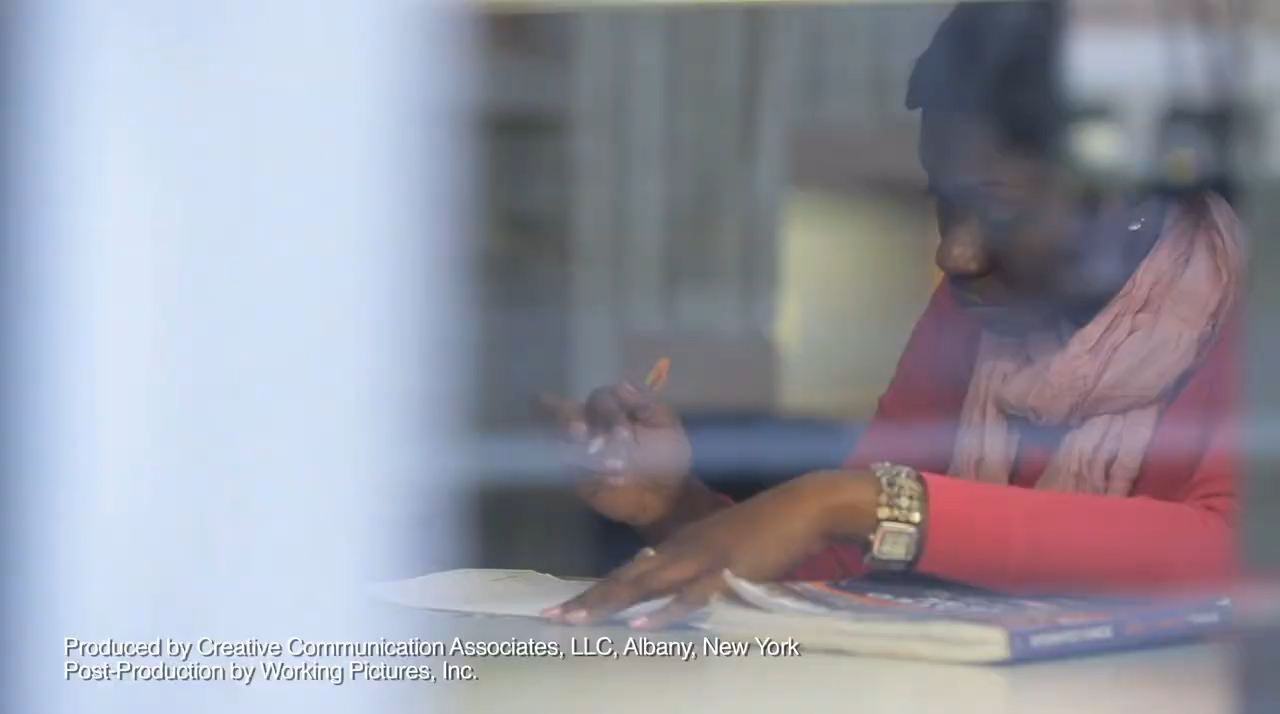 Produced by Creative Communication Associates, LLC, Albany, New York
Post-Production by Working Pictures, Inc.